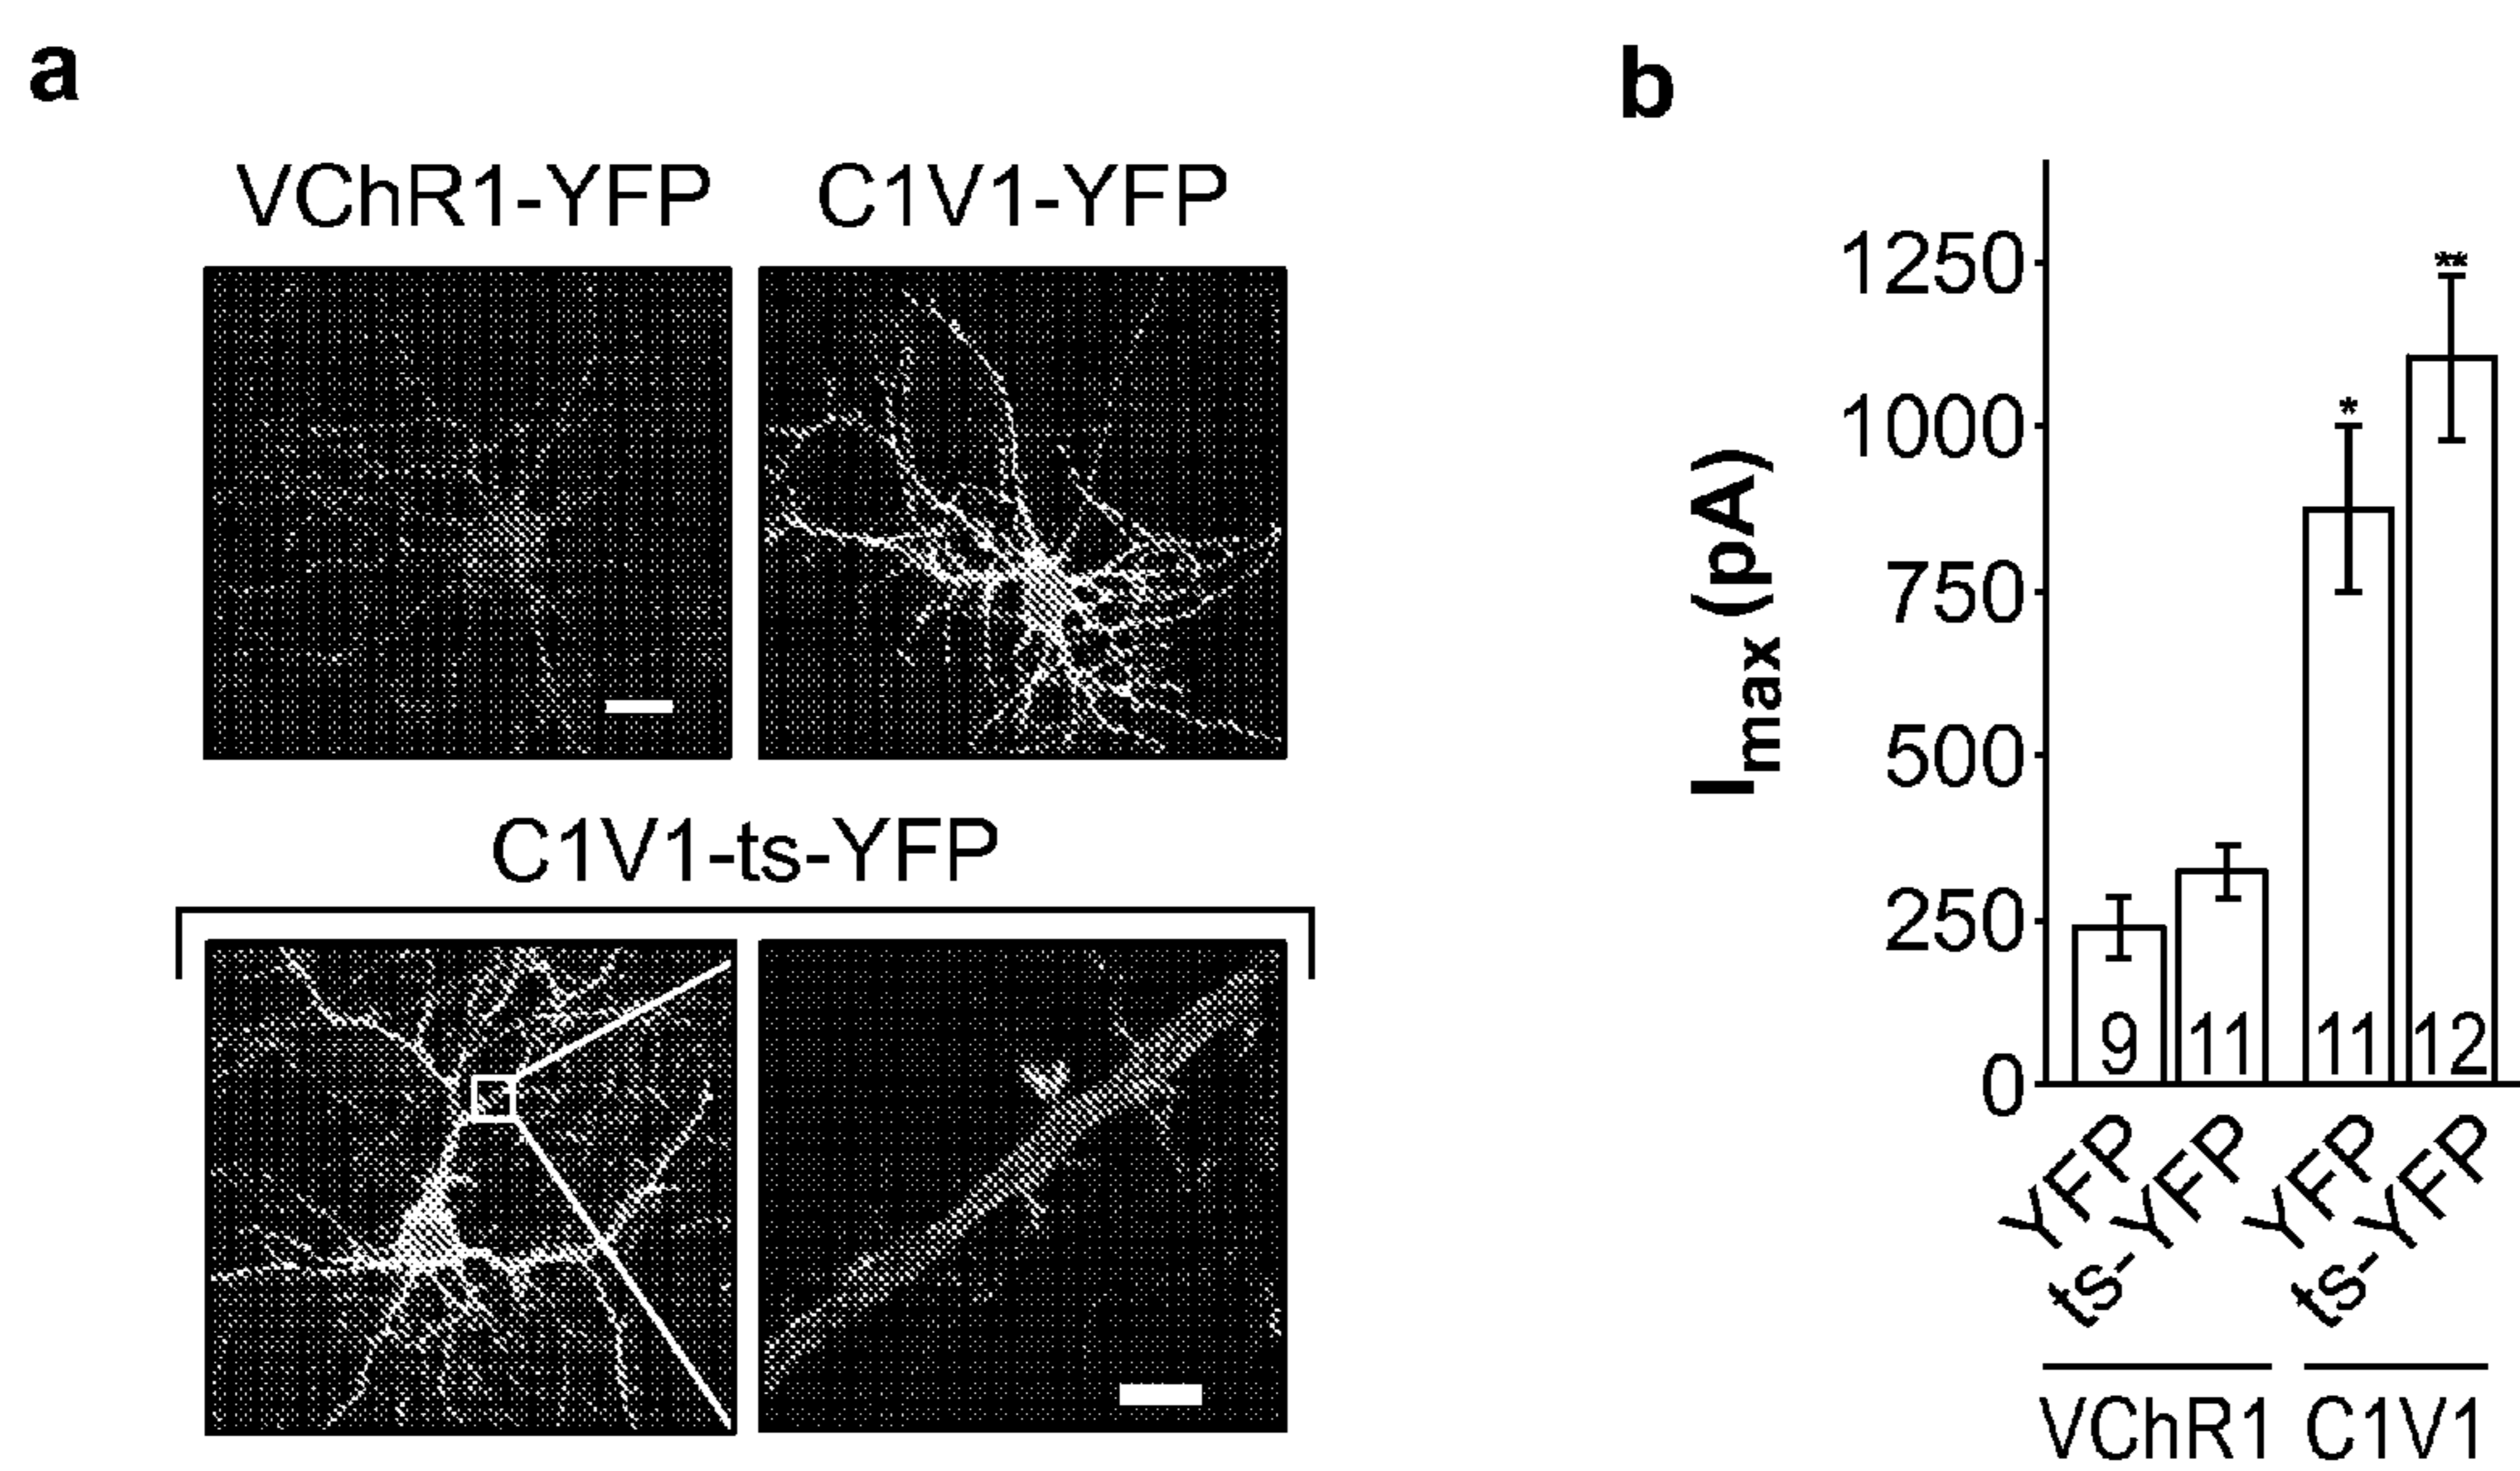 a
VChR1-YFP
C1V1-YFP
C1V1-ts-YFP
b
Imax (pA)
1250
1000
750
500
250
0
*
**
9
11
11
12
YFP
ts-YFP
YFP
ts-YFP
VChR1
C1V1